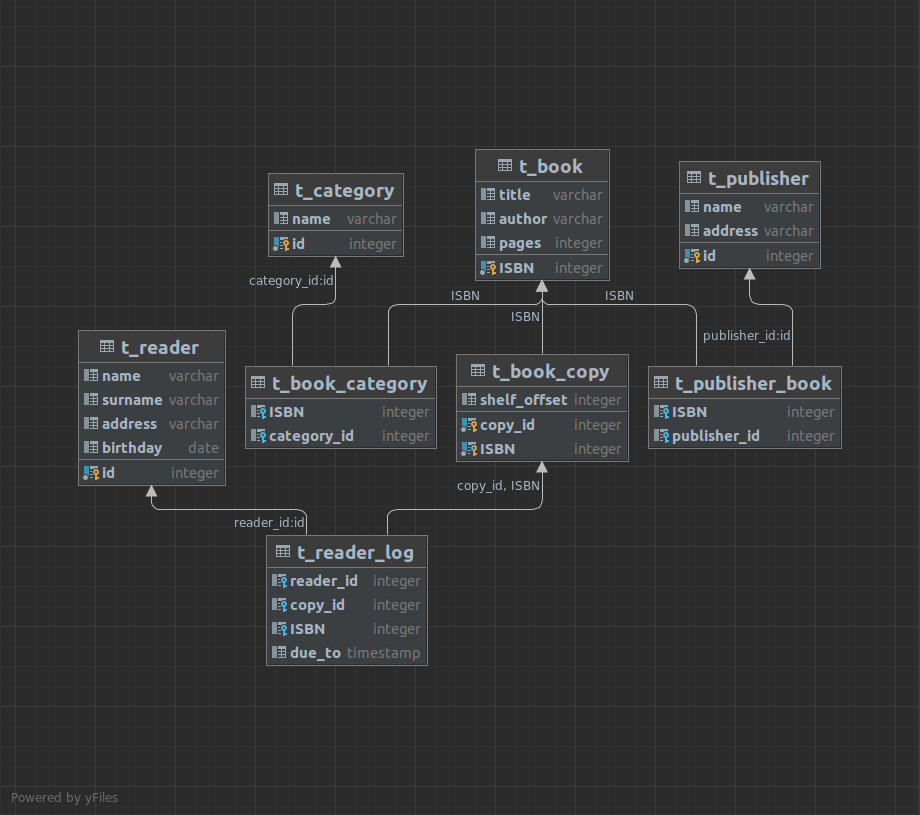 t_book
title varchar
author varchar
pages integer
ISBN integer
t_category
name varchar
id integer
t_publisher
name varchar
address varchar
id integer
category_id:id
ISBN
ISBN
ISBN
publisher_id:id
t_reader
name varchar
surname varchar
address varchar
birthday date
id integer
t_book_category
ISBN integer
category_id integer
t_book_copy
shelf_offset integer
copy_id integer
ISBN integer
t_publisher_book
ISBN integer
publisher_id integer
copy_id, ISBN
reader_id:id
t_reader_log
reader_id integer
copy_id integer
ISBN integer
due_to timestamp
Powered by yFiles